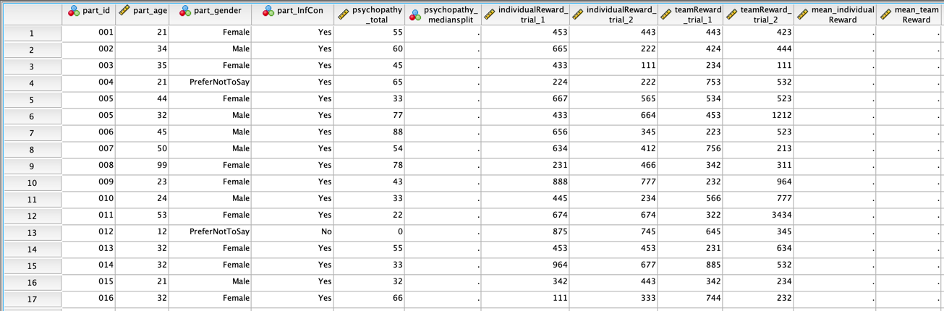 part_id part_age part_gender part_InfCon psychopathy_total psychopathy_mediansplit individualReward_trial_1 individualReward_trial_2 teamReward_trial_1 teamReward_trial_2 mean_individualReward mean_teamReward
1 001 21 Female Yes 55 . 453 443 443 423 . .
2 002 34 Male Yes 60 . 665 222 424 444 . .
3 003 35 Female Yes 45 . 433 111 234 111 . .
4 004 21 PreferNotToSay Yes 65 . 224 222 753 532 . .
5 005 44 Female Yes 33 . 667 565 534 523 . .
6 005 32 Male Yes 77 . 433 664 453 1212 . .
7 006 45 Male Yes 88 . 656 345 223 523 . .
8 007 50 Male Yes 54 . 634 412 756 213 . .
9 008 99 Female Yes 78 . 231 466 342 311 . .
10 009 23 Female Yes 43 . 888 777 232 964 . .
11 010 24 Male Yes 33 . 445 234 566 777 . .
12 011 53 Female Yes 22 . 674 674 322 3434 . .
13 012 12 PreferNotToSay No 0 . 875 745 645 345 . .
14 013 32 Female Yes 55 . 453 453 231 634 . .
15 014 32 Female Yes 33 . 964 677 885 532 . .
16 015 21 Male Yes 32 . 342 443 342 234 . .
17 016 32 Female Yes 66 . 111 333 744 232 . .